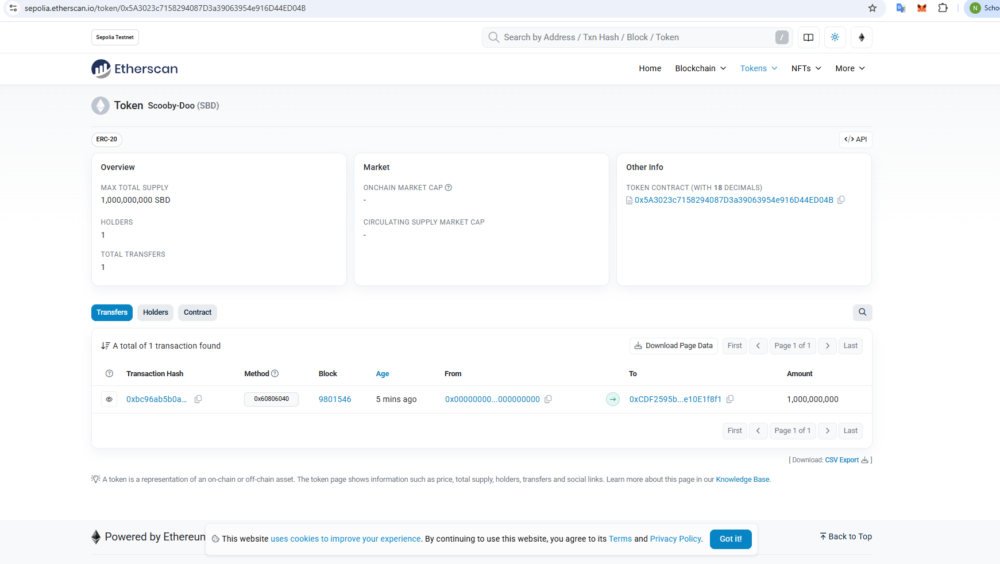 sepolia.etherscan.io/token/0x5A3023c7158294087D3a39063954e916D44ED04B
N Schoo
Sepolia Testnet
Search by Address / Txn Hash / Block / Token /
Etherscan
Home Blockchain Tokens NFTs More
Token Scooby-Doo (SBD)
ERC-20
</> API
Overview
MAX TOTAL SUPPLY
1,000,000,000 SBD
HOLDERS
1
TOTAL TRANSFERS
1
Market
ONCHAIN MARKET CAP ?
-
CIRCULATING SUPPLY MARKET CAP
-
Other Info
TOKEN CONTRACT (WITH 18 DECIMALS)
0x5A3023c7158294087D3a39063954e916D44ED04B
Transfers Holders Contract
A total of 1 transaction found
Download Page Data First < Page 1 of 1 > Last
? Transaction Hash Method ? Block Age From To Amount
0xbc96ab5b0a... 0x60806040 9801546 5 mins ago 0x00000000...000000000 0xCDF2595b...e10E1f8f1 1,000,000,000
First < Page 1 of 1 > Last
[ Download: CSV Export ]
A token is a representation of an on-chain or off-chain asset. The token page shows information such as price, total supply, holders, transfers and social links. Learn more about this page in our Knowledge Base.
Powered by Ethereum
This website uses cookies to improve your experience. By continuing to use this website, you agree to its Terms and Privacy Policy. Got it!
Back to Top